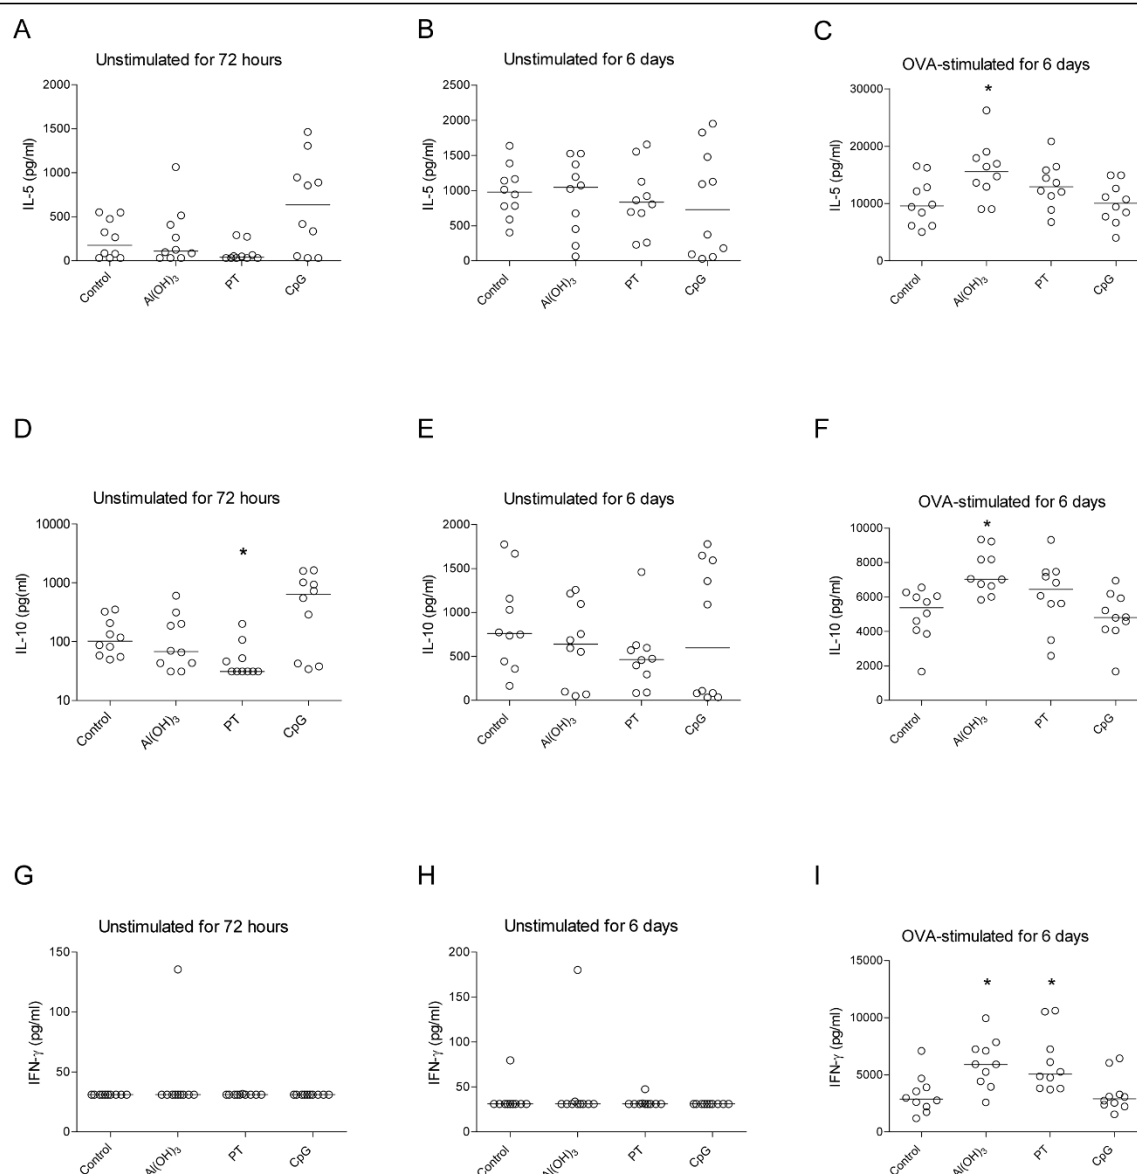 A
B
C
Unstimulated for 72 hours
Unstimulated for 6 days
OVA-stimulated for 6 days
IL-5 (pg/ml)
2000
1500
1000
500
0
Control
Al(OH)₃
PT
CpG
IL-5 (pg/ml)
2500
2000
1500
1000
500
0
Control
Al(OH)₃
PT
CpG
IL-5 (pg/ml)
30000
20000
10000
0
*
Control
Al(OH)₃
PT
CpG
D
E
F
Unstimulated for 72 hours
Unstimulated for 6 days
OVA-stimulated for 6 days
IL-10 (pg(ml)
10000
1000
100
10
*
Control
Al(OH)₃
PT
CpG
IL-10 (pg/ml)
2000
1500
1000
500
0
Control
Al(OH)₃
PT
CpG
IL-10 (pg/ml)
10000
8000
6000
4000
2000
0
*
Control
Al(OH)₃
PT
CpG
G
H
I
Unstimulated for 72 hours
Unstimulated for 6 days
OVA-stimulated for 6 days
IFN-γ (pg/ml)
150
100
50
0
Control
Al(OH)₃
PT
CpG
IFN-γ (pg/ml)
200
150
100
50
0
Control
Al(OH)₃
PT
CpG
IFN-γ (pg/ml)
15000
10000
5000
0
* *
Control
Al(OH)₃
PT
CpG